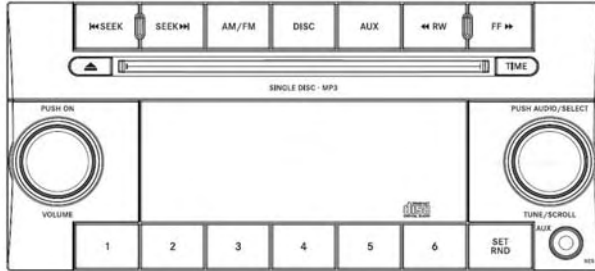 ⏮SEEK
SEEK⏭
AM/FM
DISC
AUX
◀◀ RW
FF ▶▶
TIME
SINGLE DISC · MP3
PUSH ON
PUSH AUDIO/SELECT
VOLUME
disc
TUNE/SCROLL
1
2
3
4
5
6
SET
RND
AUX